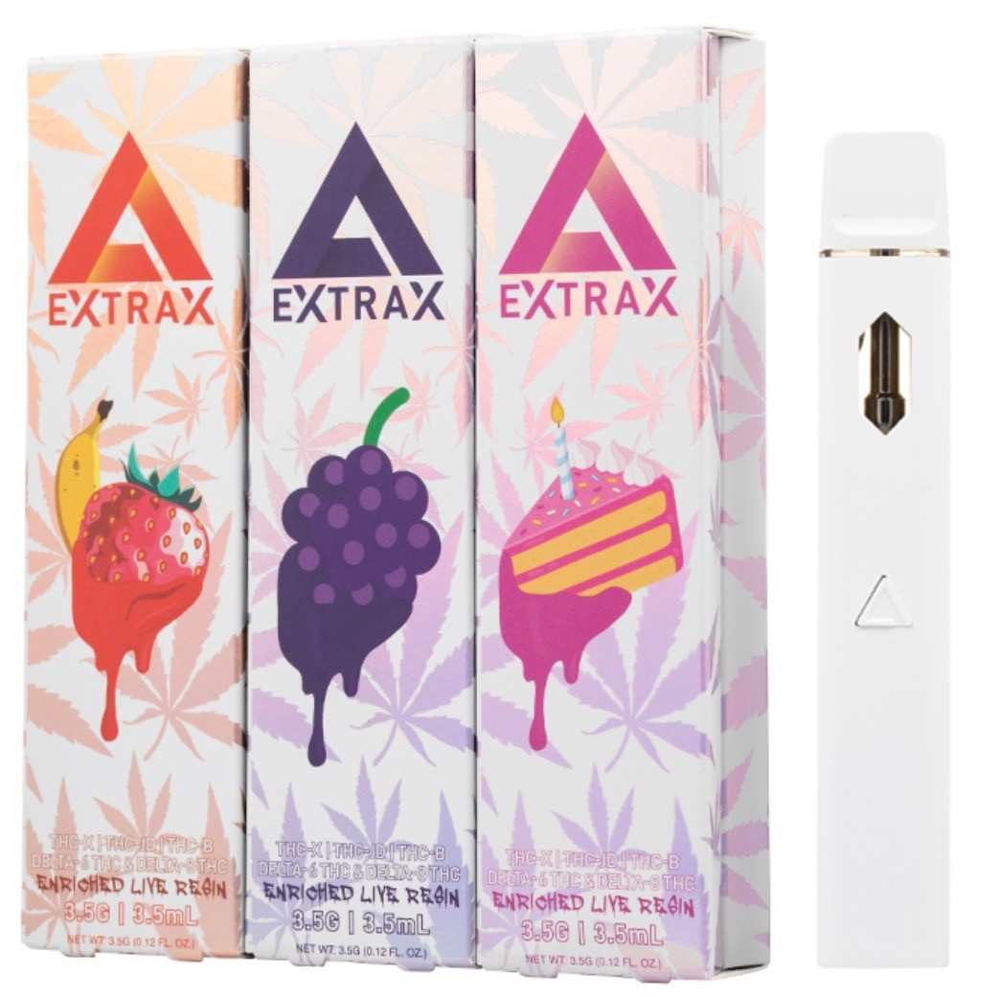 EXTRAX
THC-X | THC-JD | THC-B
DELTA-6 THC & DELTA-8 THC
ENRICHED LIVE RESIN
3.5G | 3.5mL
NET WT. 3.5G (0.12 FL. OZ.)
EXTRAX
THC-X | THC-JD | THC-B
DELTA-6 THC & DELTA-8 THC
ENRICHED LIVE RESIN
3.5G | 3.5mL
NET WT. 3.5G (0.12 FL. OZ.)
EXTRAX
THC-X | THC-JD | THC-B
DELTA-6 THC & DELTA-8 THC
ENRICHED LIVE RESIN
3.5G | 3.5mL
NET WT. 3.5G (0.12 FL. OZ.)